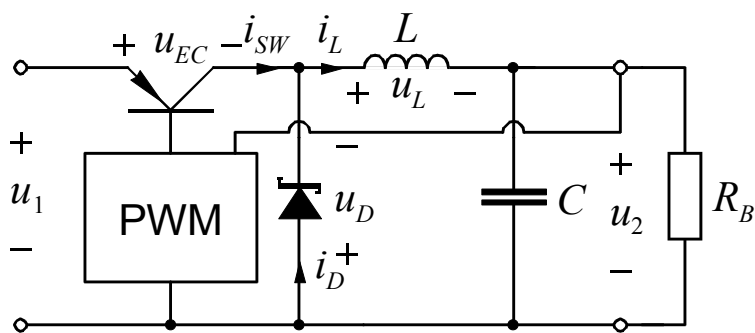 + u_EC − i_SW i_L L
+ u_L −
+ u_1 −
PWM
− u_D +
i_D
C
+ u_2 −
R_B